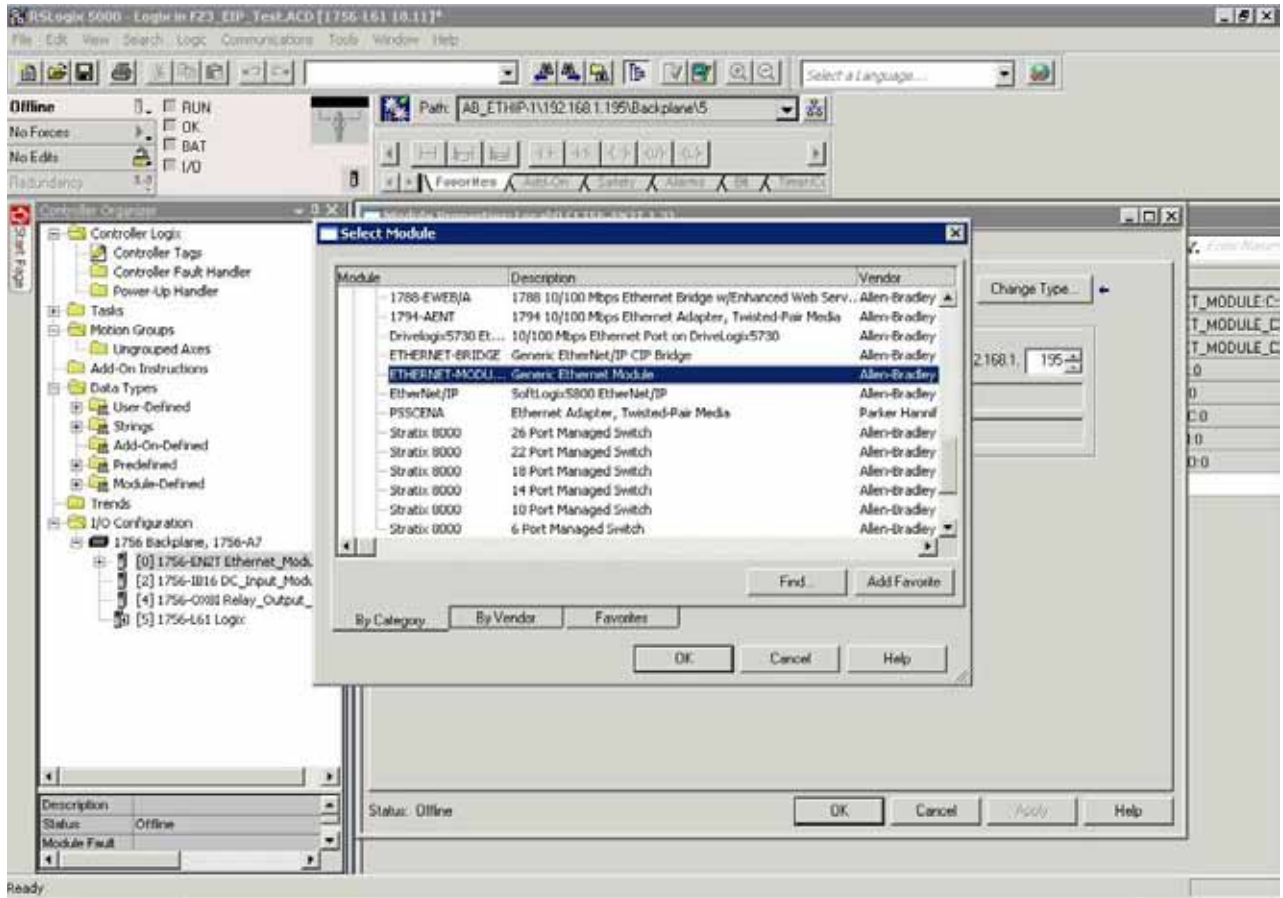 RSLogix 5000 - Logix in FZ3_EIP_Test.ACD [1756-L61 18.11]*
File Edit View Search Logic Communications Tools Window Help
Select a Language...
Offline
RUN
No Forces
OK
No Edits
BAT
Redundancy
I/O
Path: AB_ETHIP-1\192.168.1.195\Backplane\5
Favorites Add-On Safety Alarms Bit
Start Page
Controller Organizer
Controller Logix
Controller Tags
Controller Fault Handler
Power-Up Handler
Tasks
Motion Groups
Ungrouped Axes
Add-On Instructions
Data Types
User-Defined
Strings
Add-On-Defined
Predefined
Module-Defined
Trends
I/O Configuration
1756 Backplane, 1756-A7
[0] 1756-EN2T Ethernet_Modu
[2] 1756-IB16 DC_Input_Modu
[4] 1756-OX8I Relay_Output_
[5] 1756-L61 Logix
Description
Status Offline
Module Fault
Select Module
Module Description Vendor
1788-EWEB/A 1788 10/100 Mbps Ethernet Bridge w/Enhanced Web Serv.. Allen-Bradley
1794-AENT 1794 10/100 Mbps Ethernet Adapter, Twisted-Pair Media Allen-Bradley
Drivelogix5730 Et... 10/100 Mbps Ethernet Port on DriveLogix5730 Allen-Bradley
ETHERNET-BRIDGE Generic EtherNet/IP CIP Bridge Allen-Bradley
ETHERNET-MODU... Generic Ethernet Module Allen-Bradley
EtherNet/IP SoftLogix5800 EtherNet/IP Allen-Bradley
PSSCENA Ethernet Adapter, Twisted-Pair Media Parker Hannif
Stratix 8000 26 Port Managed Switch Allen-Bradley
Stratix 8000 22 Port Managed Switch Allen-Bradley
Stratix 8000 18 Port Managed Switch Allen-Bradley
Stratix 8000 14 Port Managed Switch Allen-Bradley
Stratix 8000 10 Port Managed Switch Allen-Bradley
Stratix 8000 6 Port Managed Switch Allen-Bradley
Find... Add Favorite
By Category By Vendor Favorites
OK Cancel Help
Change Type...
2.168.1. 195
T_MODULE:C:
T_MODULE_C
T_MODULE_C
:0
Status: Offline
OK Cancel Apply Help
Ready